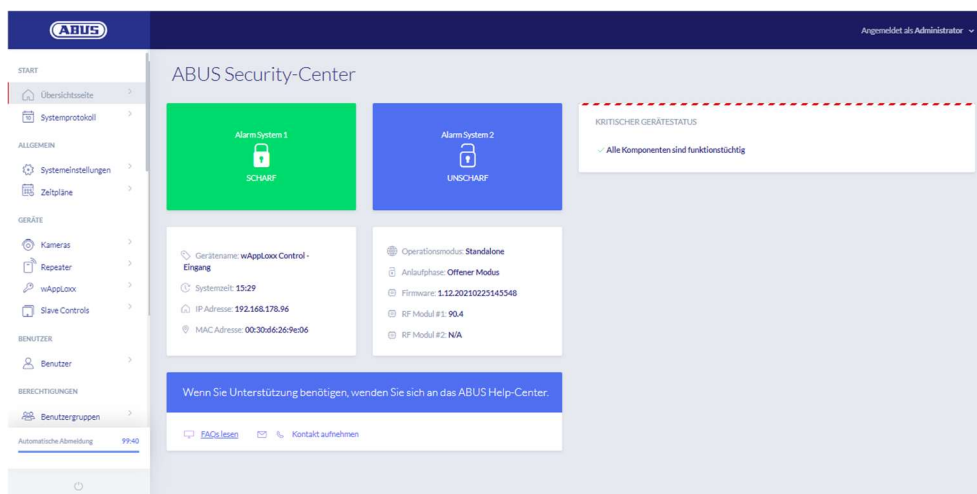 ABUS
Angemeldet als Administrator
START
Übersichtsseite
Systemprotokoll
ALLGEMEIN
Systemeinstellungen
Zeitpläne
GERÄTE
Kameras
Repeater
wAppLoxx
Slave Controls
BENUTZER
Benutzer
BERECHTIGUNGEN
Benutzergruppen
Automatische Abmeldung 99:40
ABUS Security-Center
Alarm System 1
SCHARF
Alarm System 2
UNSCHARF
KRITISCHER GERÄTESTATUS
Alle Komponenten sind funktionstüchtig
Gerätename: wAppLoxx Control -
Eingang
Systemzeit: 15:29
IP Adresse: 192.168.178.96
MAC Adresse: 00:30:d6:26:9e:06
Operationsmodus: Standalone
Anlaufphase: Offener Modus
Firmware: 1.12.20210225145548
RF Modul #1: 90.4
RF Modul #2: N/A
Wenn Sie Unterstützung benötigen, wenden Sie sich an das ABUS Help-Center.
FAQs lesen
Kontakt aufnehmen